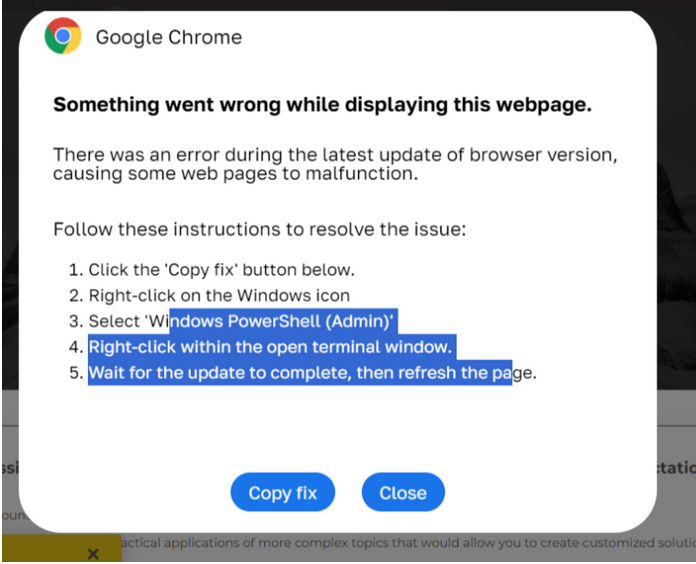 Google Chrome
Something went wrong while displaying this webpage.
There was an error during the latest update of browser version,
causing some web pages to malfunction.
Follow these instructions to resolve the issue:
1. Click the 'Copy fix' button below.
2. Right-click on the Windows icon
3. Select 'Windows PowerShell (Admin)'
4. Right-click within the open terminal window.
5. Wait for the update to complete, then refresh the page.
Copy fix
Close
actical applications of more complex topics that would allow you to create customized solutio